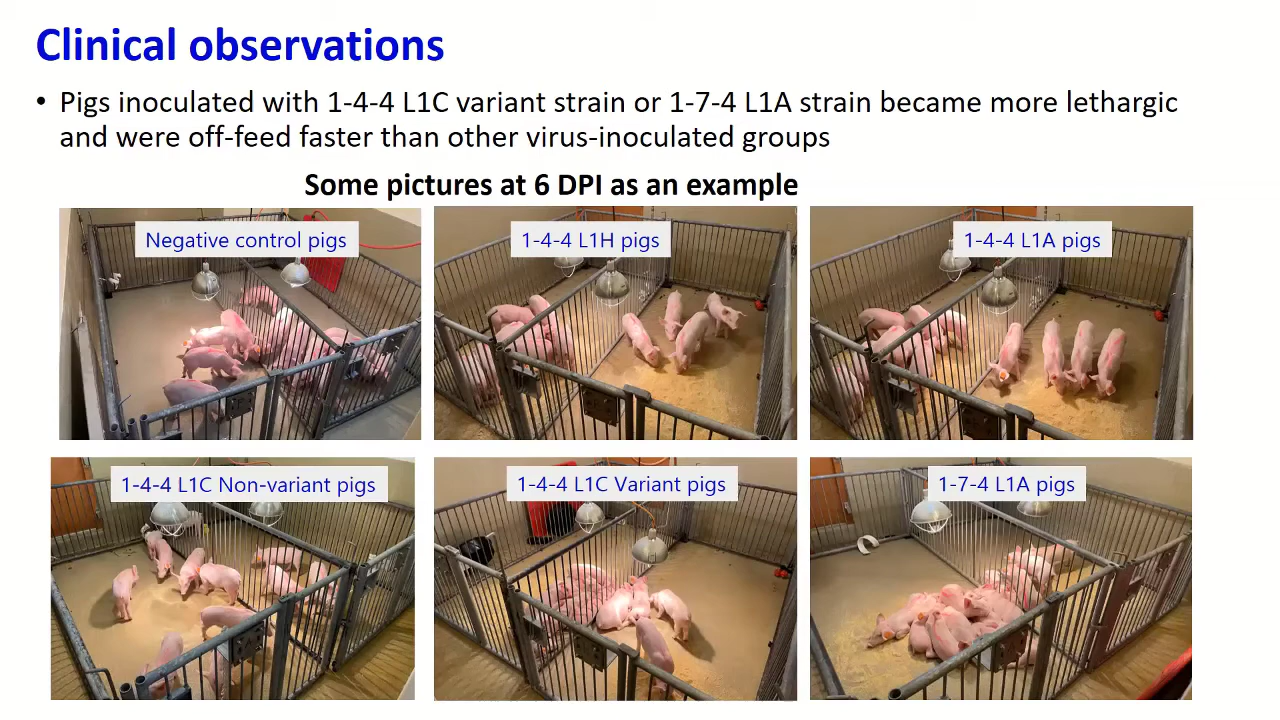 Clinical observations
• Pigs inoculated with 1-4-4 L1C variant strain or 1-7-4 L1A strain became more lethargic
and were off-feed faster than other virus-inoculated groups
Some pictures at 6 DPI as an example
Negative control pigs
1-4-4 L1H pigs
1-4-4 L1A pigs
1-4-4 L1C Non-variant pigs
1-4-4 L1C Variant pigs
1-7-4 L1A pigs